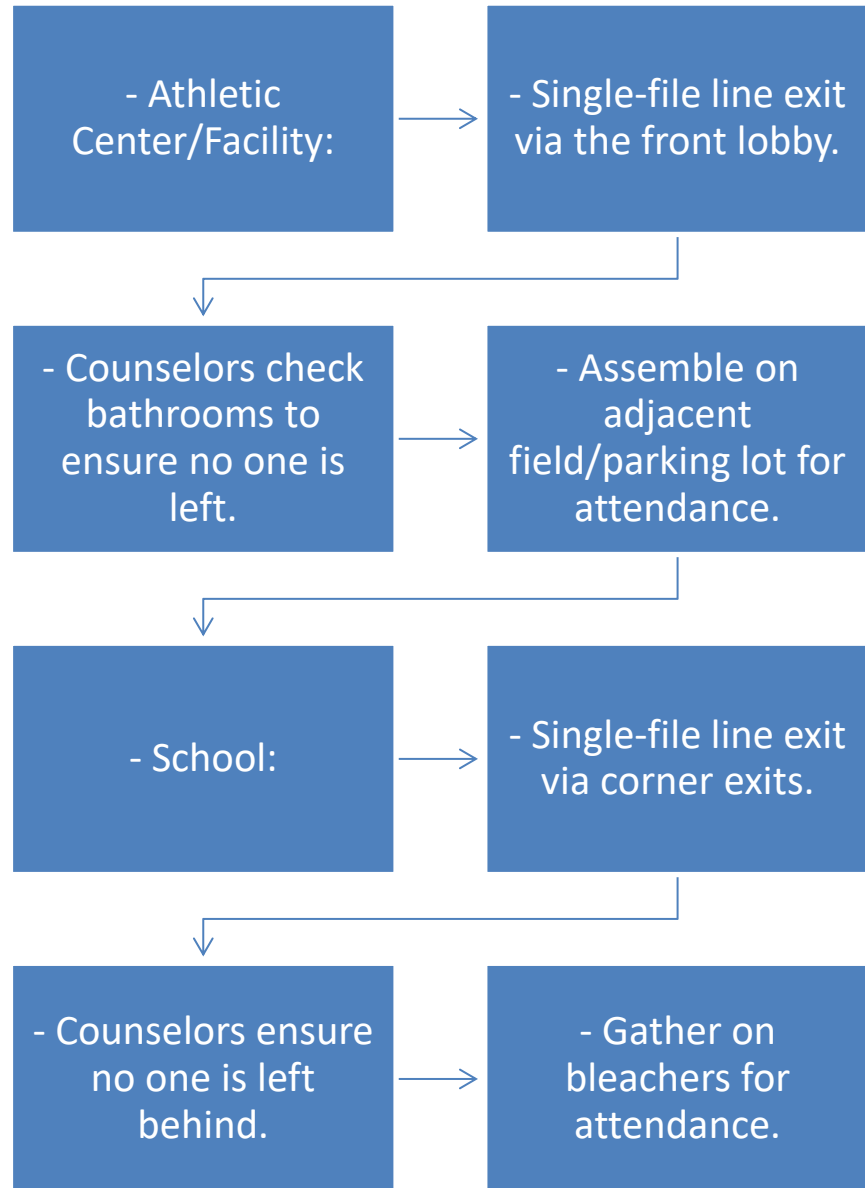 - Athletic
Center/Facility:
- Single-file line exit
via the front lobby.
- Counselors check
bathrooms to
ensure no one is
left.
- Assemble on
adjacent
field/parking lot for
attendance.
- School:
- Single-file line exit
via corner exits.
- Counselors ensure
no one is left
behind.
- Gather on
bleachers for
attendance.